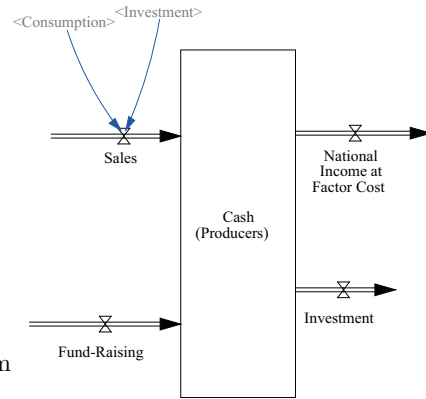 <Consumption>
<Investment>
Sales
National
Income at
Factor Cost
Cash
(Producers)
Investment
Fund-Raising